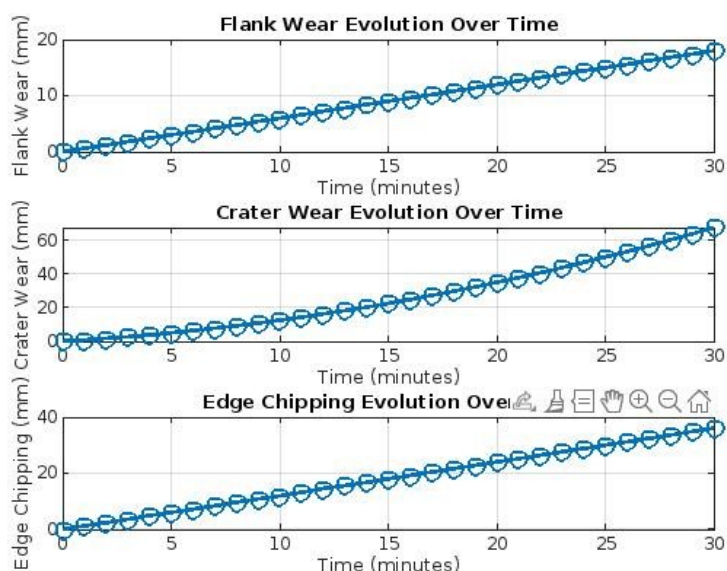 Flank Wear Evolution Over Time
Flank Wear (mm)
20
10
0
0 5 10 15 20 25 30
Time (minutes)
Crater Wear Evolution Over Time
Crater Wear (mm)
60
40
20
0
0 5 10 15 20 25 30
Time (minutes)
Edge Chipping Evolution Over
Edge Chipping (mm)
40
20
0
0 5 10 15 20 25 30
Time (minutes)